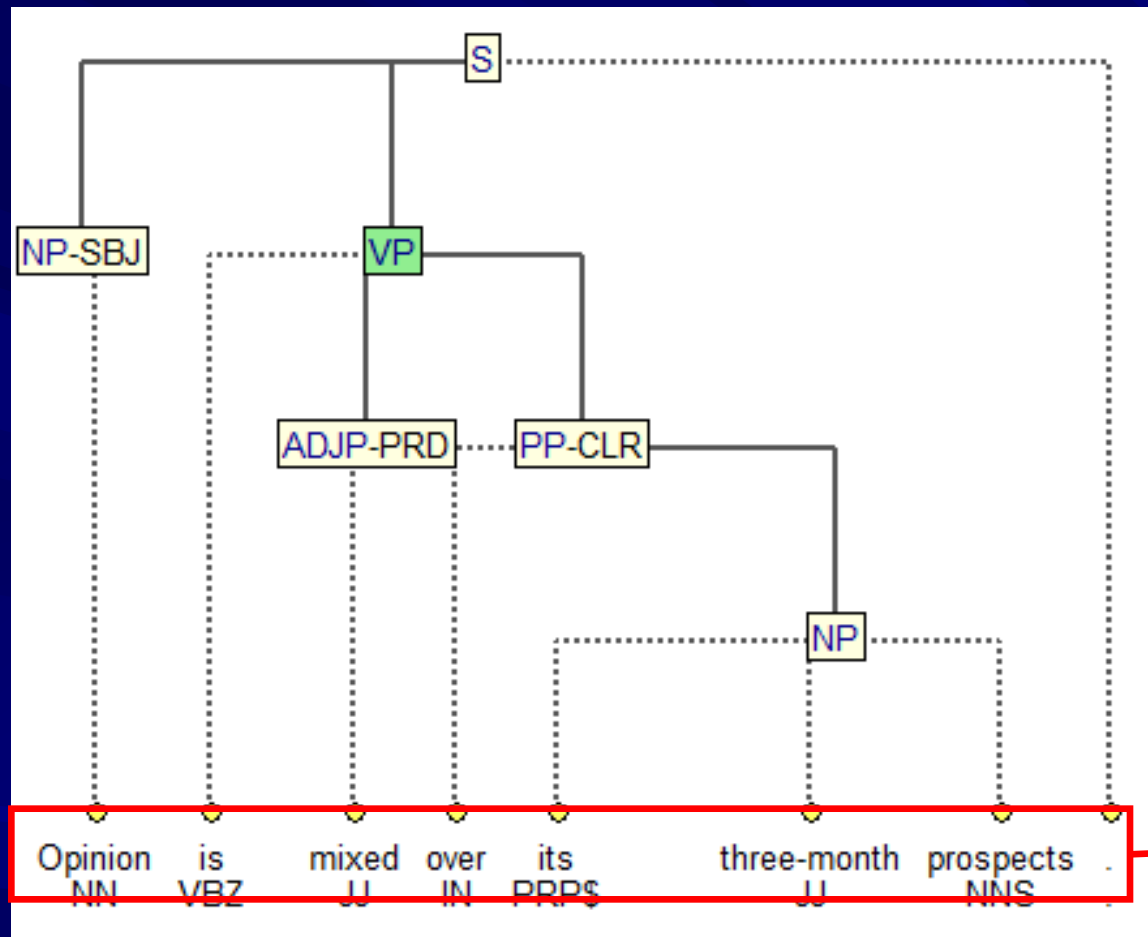 S
NP-SBJ VP
ADJP-PRD PP-CLR
NP
Opinion is mixed over its three-month prospects .
NN VBZ JJ IN PRP$ JJ NNS .